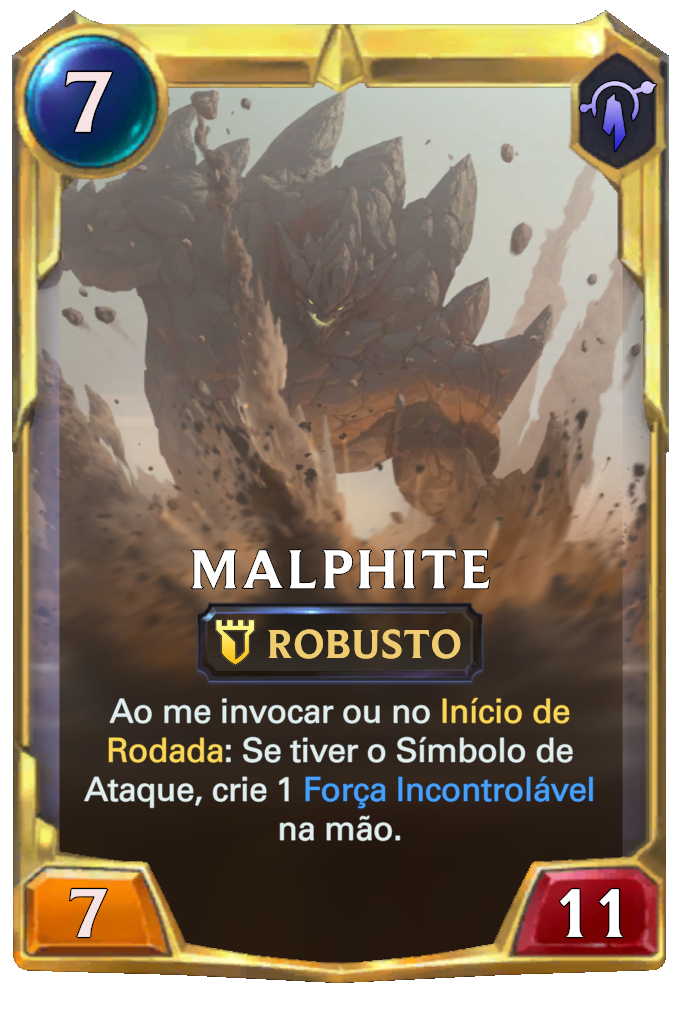 7
MALPHITE
ROBUSTO
Ao me invocar ou no Início de
Rodada: Se tiver o Símbolo de
Ataque, crie 1 Força Incontrolável
na mão.
7
11